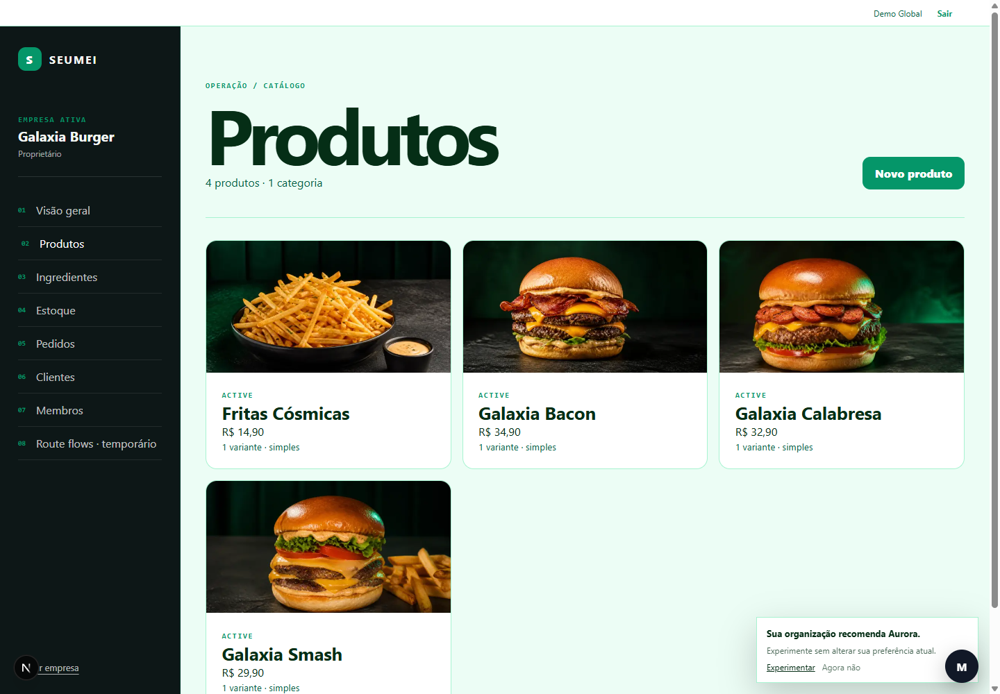 Demo Global Sair
S SEUMEI
EMPRESA ATIVA
Galaxia Burger
Proprietário
01 Visão geral
02 Produtos
03 Ingredientes
04 Estoque
05 Pedidos
06 Clientes
07 Membros
08 Route flows · temporário
N r empresa
OPERAÇÃO / CATÁLOGO
Produtos
4 produtos · 1 categoria
Novo produto
ACTIVE
Fritas Cósmicas
R$ 14,90
1 variante · simples
ACTIVE
Galaxia Bacon
R$ 34,90
1 variante · simples
ACTIVE
Galaxia Calabresa
R$ 32,90
1 variante · simples
ACTIVE
Galaxia Smash
R$ 29,90
1 variante · simples
Sua organização recomenda Aurora.
Experimente sem alterar sua preferência atual.
Experimentar Agora não
M